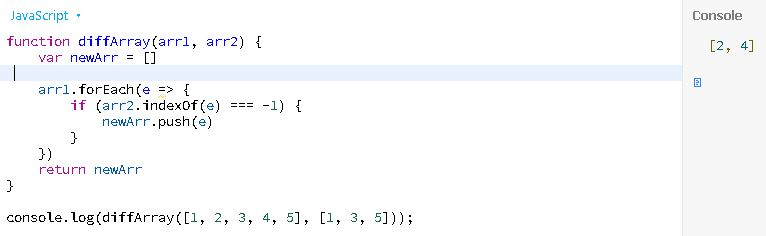 JavaScript
Console
function diffArray(arr1, arr2) {
    var newArr = []
    arr1.forEach(e => {
        if (arr2.indexOf(e) === -1) {
            newArr.push(e)
        }
    })
    return newArr
}
console.log(diffArray([1, 2, 3, 4, 5], [1, 3, 5]));
[2, 4]